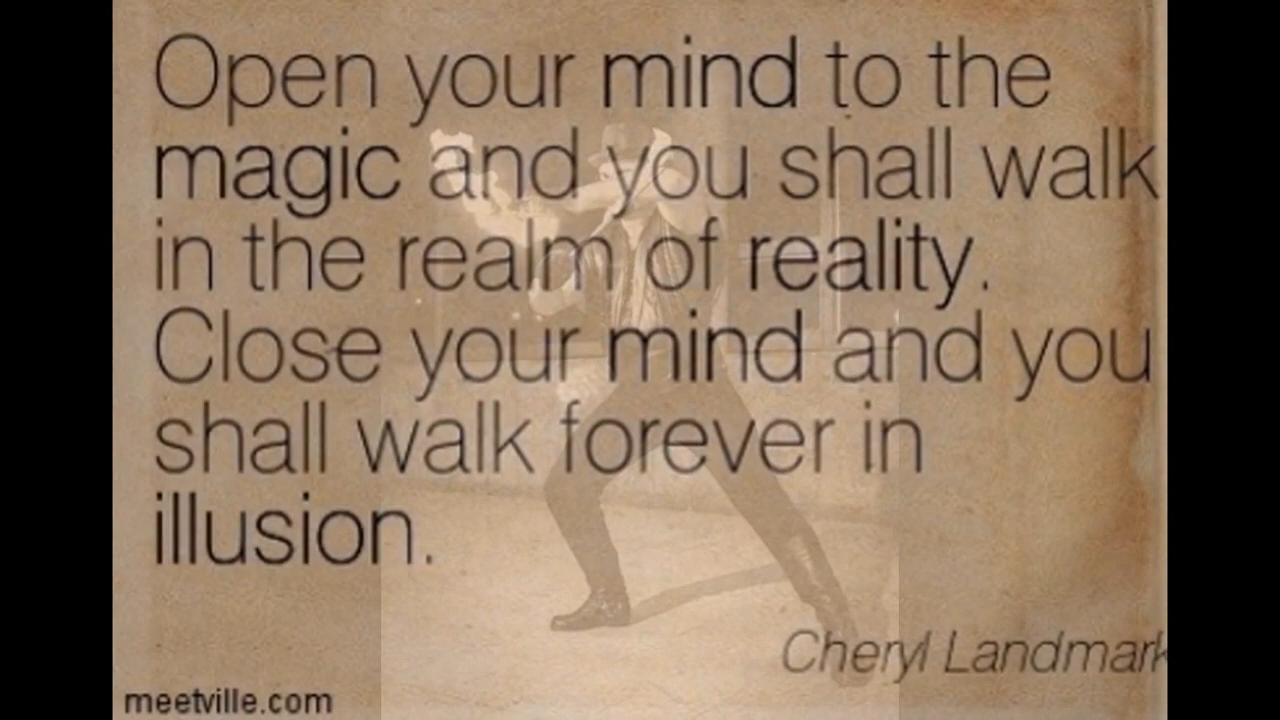 Open your mind to the
magic and you shall walk
in the realm of reality.
Close your mind and you
shall walk forever in
illusion.
Cheryl Landmark
meetville.com